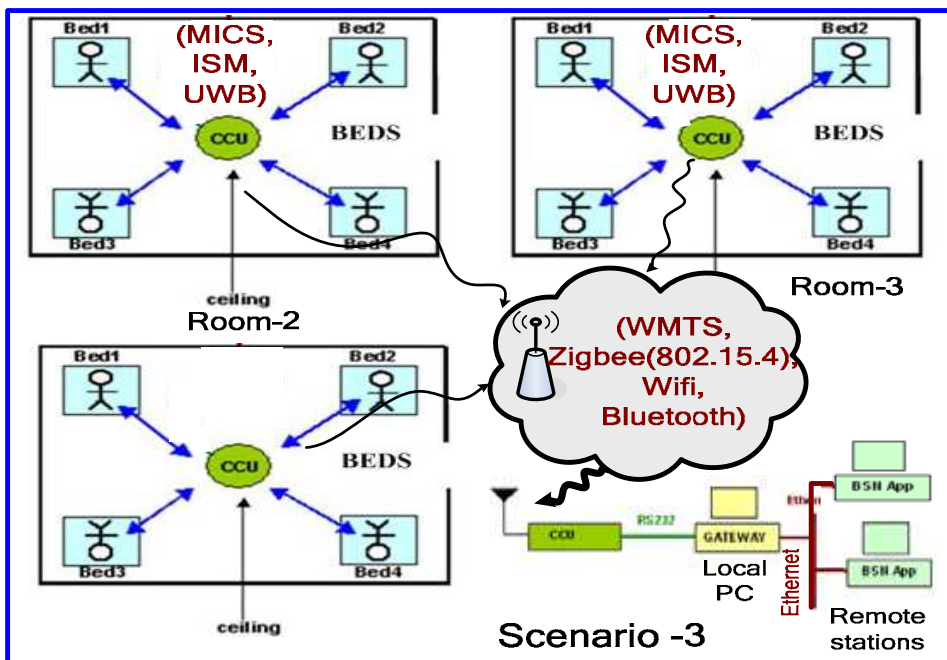 Bed1
(MICS,
ISM,
UWB)
Bed2
CCU
BEDS
Bed3
Bed4
ceiling
Room-2
Bed1
(MICS,
ISM,
UWB)
Bed2
CCU
BEDS
Bed3
Bed4
Room-3
(WMTS,
Zigbee(802.15.4),
Wifi,
Bluetooth)
Bed1
Bed2
CCU
BEDS
Bed3
Bed4
ceiling
CCU
RS232
GATEWAY
Local
PC
Ethernet
BSN App
BSN App
Remote
stations
Scenario -3